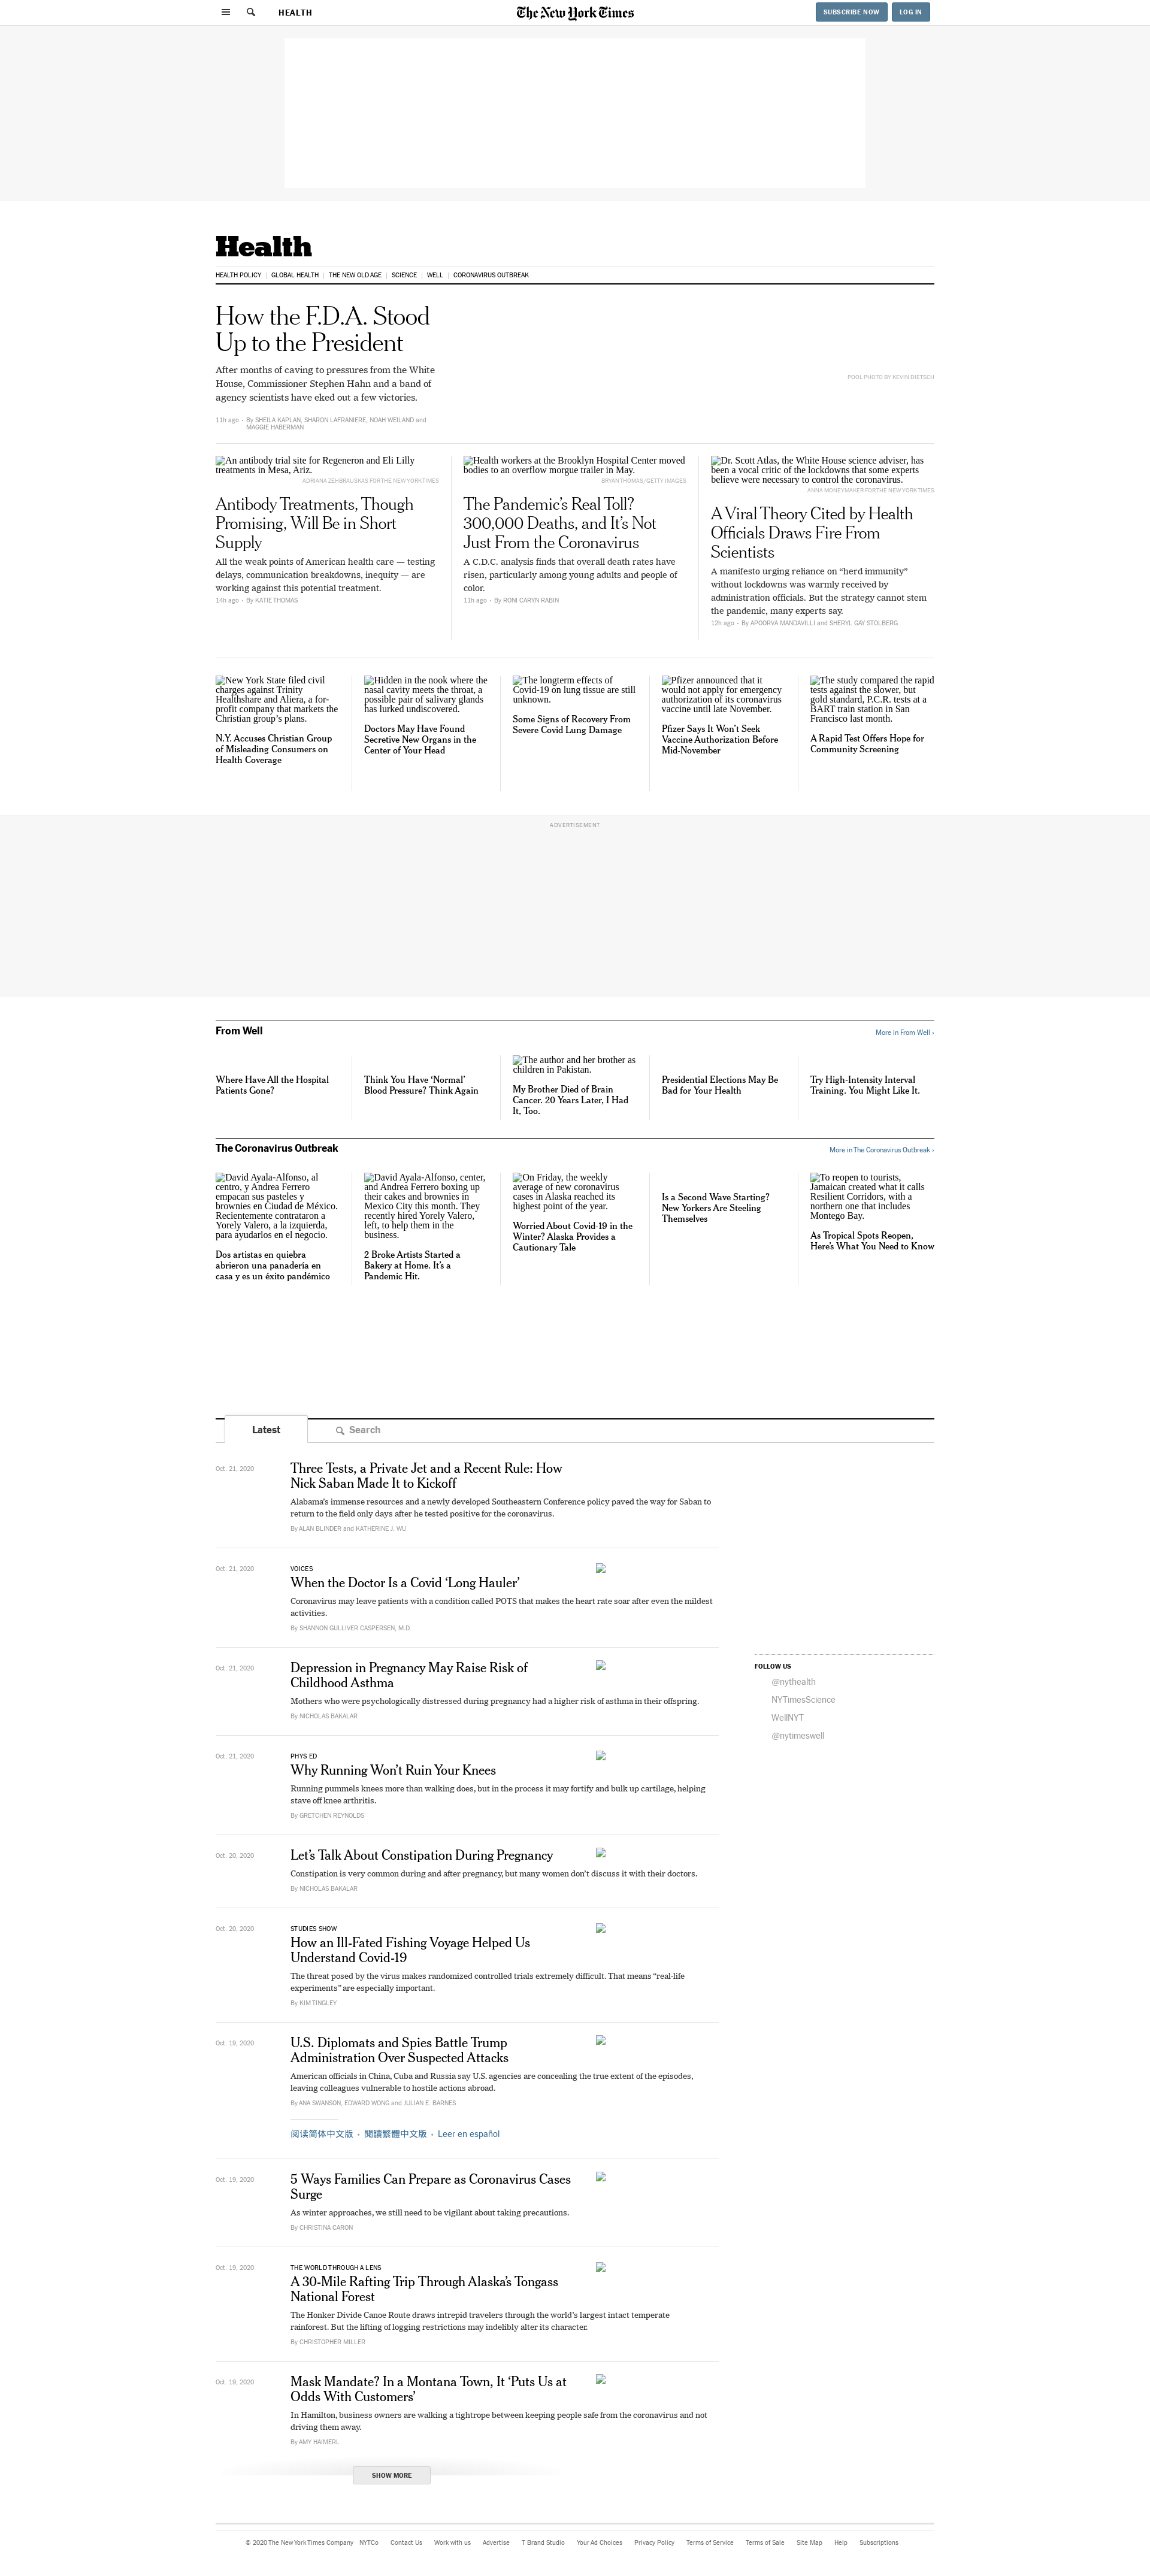 HEALTH
The New York Times
SUBSCRIBE NOW
LOG IN
Health
HEALTH POLICY
GLOBAL HEALTH
THE NEW OLD AGE
SCIENCE
WELL
CORONAVIRUS OUTBREAK
How the F.D.A. Stood
Up to the President
After months of caving to pressures from the White
House, Commissioner Stephen Hahn and a band of
agency scientists have eked out a few victories.
11h ago - By SHEILA KAPLAN, SHARON LAFRANIERE, NOAH WEILAND and
MAGGIE HABERMAN
POOL PHOTO BY KEVIN DIETSCH
An antibody trial site for Regeneron and Eli Lilly
treatments in Mesa, Ariz.
ADRIANA ZEHBRAUSKAS FOR THE NEW YORK TIMES
Antibody Treatments, Though
Promising, Will Be in Short
Supply
All the weak points of American health care — testing
delays, communication breakdowns, inequity — are
working against this potential treatment.
14h ago - By KATIE THOMAS
Health workers at the Brooklyn Hospital Center moved
bodies to an overflow morgue trailer in May.
BRYAN THOMAS/GETTY IMAGES
The Pandemic’s Real Toll?
300,000 Deaths, and It’s Not
Just From the Coronavirus
A C.D.C. analysis finds that overall death rates have
risen, particularly among young adults and people of
color.
11h ago - By RONI CARYN RABIN
Dr. Scott Atlas, the White House science adviser, has
been a vocal critic of the lockdowns that some experts
believe were necessary to control the coronavirus.
ANNA MONEYMAKER FOR THE NEW YORK TIMES
A Viral Theory Cited by Health
Officials Draws Fire From
Scientists
A manifesto urging reliance on “herd immunity”
without lockdowns was warmly received by
administration officials. But the strategy cannot stem
the pandemic, many experts say.
12h ago - By APOORVA MANDAVILLI and SHERYL GAY STOLBERG
New York State filed civil
charges against Trinity
Healthshare and Aliera, a for-
profit company that markets the
Christian group’s plans.
N.Y. Accuses Christian Group
of Misleading Consumers on
Health Coverage
Hidden in the nook where the
nasal cavity meets the throat, a
possible pair of salivary glands
has lurked undiscovered.
Doctors May Have Found
Secretive New Organs in the
Center of Your Head
The longterm effects of
Covid-19 on lung tissue are still
unknown.
Some Signs of Recovery From
Severe Covid Lung Damage
Pfizer announced that it
would not apply for emergency
authorization of its coronavirus
vaccine until late November.
Pfizer Says It Won’t Seek
Vaccine Authorization Before
Mid-November
The study compared the rapid
tests against the slower, but
gold standard, P.C.R. tests at a
BART train station in San
Francisco last month.
A Rapid Test Offers Hope for
Community Screening
ADVERTISEMENT
From Well
More in From Well ›
Where Have All the Hospital
Patients Gone?
Think You Have ‘Normal’
Blood Pressure? Think Again
The author and her brother as
children in Pakistan.
My Brother Died of Brain
Cancer. 20 Years Later, I Had
It, Too.
Presidential Elections May Be
Bad for Your Health
Try High-Intensity Interval
Training. You Might Like It.
The Coronavirus Outbreak
More in The Coronavirus Outbreak ›
David Ayala-Alfonso, al
centro, y Andrea Ferrero
empacan sus pasteles y
brownies en Ciudad de México.
Recientemente contrataron a
Yorely Valero, a la izquierda,
para ayudarlos en el negocio.
Dos artistas en quiebra
abrieron una panadería en
casa y es un éxito pandémico
David Ayala-Alfonso, center,
and Andrea Ferrero boxing up
their cakes and brownies in
Mexico City this month. They
recently hired Yorely Valero,
left, to help them in the
business.
2 Broke Artists Started a
Bakery at Home. It’s a
Pandemic Hit.
On Friday, the weekly
average of new coronavirus
cases in Alaska reached its
highest point of the year.
Worried About Covid-19 in the
Winter? Alaska Provides a
Cautionary Tale
Is a Second Wave Starting?
New Yorkers Are Steeling
Themselves
To reopen to tourists,
Jamaican created what it calls
Resilient Corridors, with a
northern one that includes
Montego Bay.
As Tropical Spots Reopen,
Here’s What You Need to Know
Latest
Search
Oct. 21, 2020
Three Tests, a Private Jet and a Recent Rule: How
Nick Saban Made It to Kickoff
Alabama’s immense resources and a newly developed Southeastern Conference policy paved the way for Saban to
return to the field only days after he tested positive for the coronavirus.
By ALAN BLINDER and KATHERINE J. WU
Oct. 21, 2020
VOICES
When the Doctor Is a Covid ‘Long Hauler’
Coronavirus may leave patients with a condition called POTS that makes the heart rate soar after even the mildest
activities.
By SHANNON GULLIVER CASPERSEN, M.D.
Oct. 21, 2020
Depression in Pregnancy May Raise Risk of
Childhood Asthma
Mothers who were psychologically distressed during pregnancy had a higher risk of asthma in their offspring.
By NICHOLAS BAKALAR
FOLLOW US
@nythealth
NYTimesScience
WellNYT
@nytimeswell
Oct. 21, 2020
PHYS ED
Why Running Won’t Ruin Your Knees
Running pummels knees more than walking does, but in the process it may fortify and bulk up cartilage, helping
stave off knee arthritis.
By GRETCHEN REYNOLDS
Oct. 20, 2020
Let’s Talk About Constipation During Pregnancy
Constipation is very common during and after pregnancy, but many women don’t discuss it with their doctors.
By NICHOLAS BAKALAR
Oct. 20, 2020
STUDIES SHOW
How an Ill-Fated Fishing Voyage Helped Us
Understand Covid-19
The threat posed by the virus makes randomized controlled trials extremely difficult. That means “real-life
experiments” are especially important.
By KIM TINGLEY
Oct. 19, 2020
U.S. Diplomats and Spies Battle Trump
Administration Over Suspected Attacks
American officials in China, Cuba and Russia say U.S. agencies are concealing the true extent of the episodes,
leaving colleagues vulnerable to hostile actions abroad.
By ANA SWANSON, EDWARD WONG and JULIAN E. BARNES
阅读简体中文版 • 閱讀繁體中文版 • Leer en español
Oct. 19, 2020
5 Ways Families Can Prepare as Coronavirus Cases
Surge
As winter approaches, we still need to be vigilant about taking precautions.
By CHRISTINA CARON
Oct. 19, 2020
THE WORLD THROUGH A LENS
A 30-Mile Rafting Trip Through Alaska’s Tongass
National Forest
The Honker Divide Canoe Route draws intrepid travelers through the world’s largest intact temperate
rainforest. But the lifting of logging restrictions may indelibly alter its character.
By CHRISTOPHER MILLER
Oct. 19, 2020
Mask Mandate? In a Montana Town, It ‘Puts Us at
Odds With Customers’
In Hamilton, business owners are walking a tightrope between keeping people safe from the coronavirus and not
driving them away.
By AMY HAIMERL
SHOW MORE
© 2020 The New York Times Company
NYTCo
Contact Us
Work with us
Advertise
T Brand Studio
Your Ad Choices
Privacy Policy
Terms of Service
Terms of Sale
Site Map
Help
Subscriptions